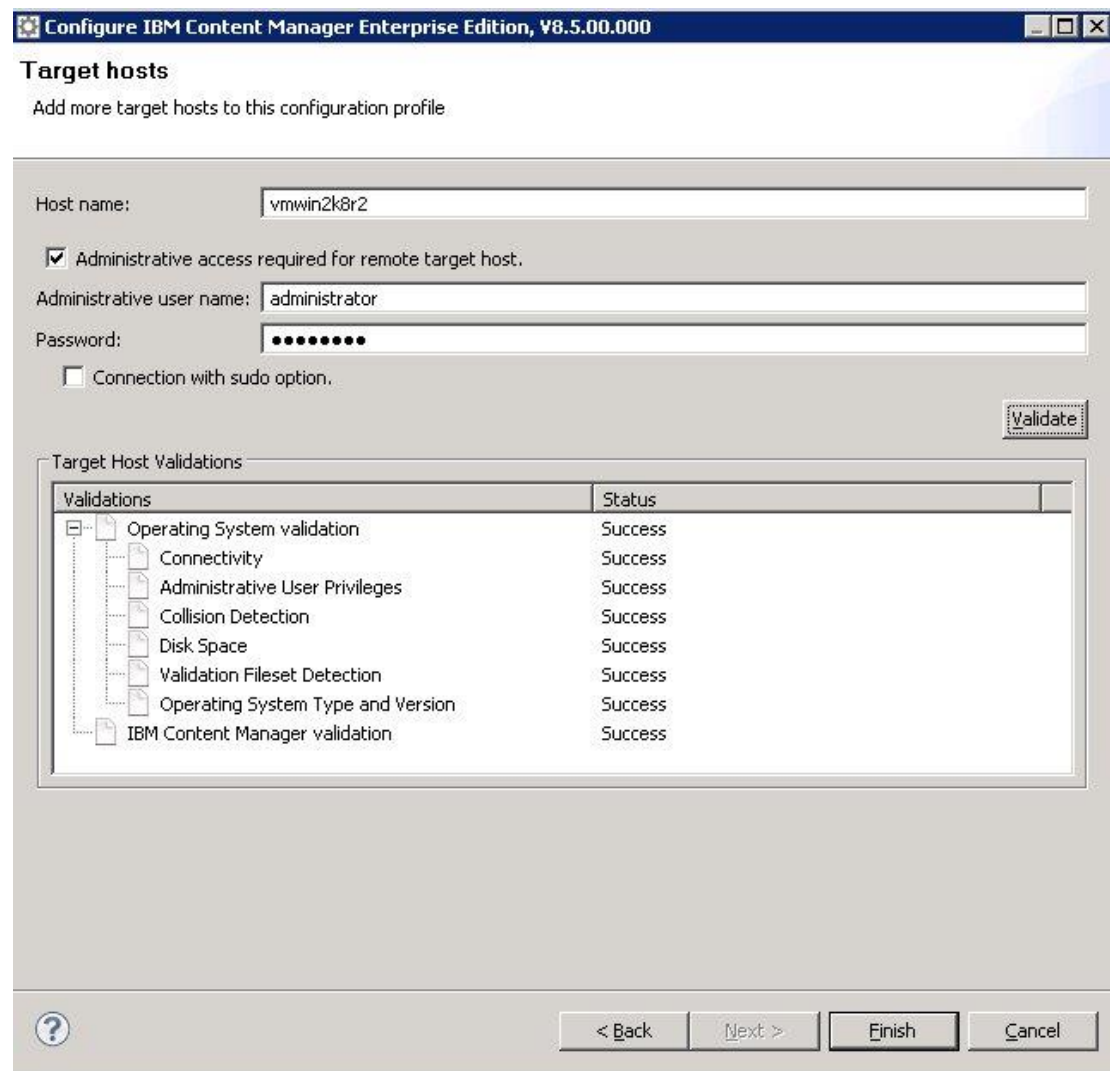 Configure IBM Content Manager Enterprise Edition, V8.5.00.000
Target hosts
Add more target hosts to this configuration profile
Host name: vmwin2k8r2
Administrative access required for remote target host.
Administrative user name: administrator
Password: ●●●●●●●●
Connection with sudo option.
Validate
Target Host Validations
Validations Status
Operating System validation Success
Connectivity Success
Administrative User Privileges Success
Collision Detection Success
Disk Space Success
Validation Fileset Detection Success
Operating System Type and Version Success
IBM Content Manager validation Success
? < Back Next > Finish Cancel